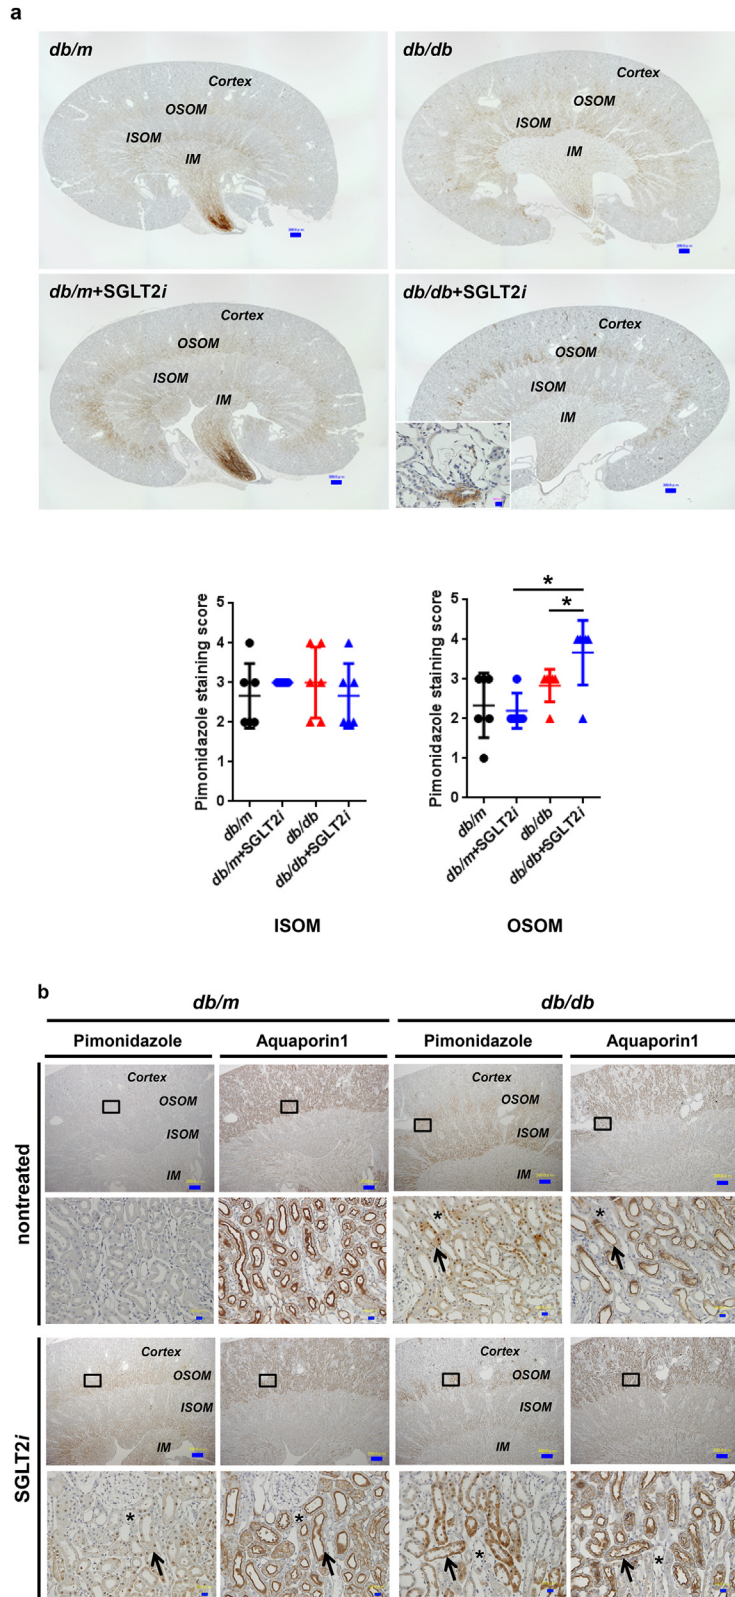 a
db/m
db/db
Cortex
OSOM
ISOM
IM
Cortex
OSOM
ISOM
IM
db/m+SGLT2i
db/db+SGLT2i
Cortex
OSOM
ISOM
IM
Cortex
OSOM
ISOM
IM
Pimonidazole staining score
5
4
3
2
1
0
db/m
db/m+SGLT2i
db/db
db/db+SGLT2i
ISOM
Pimonidazole staining score
5
4
3
2
1
0
*
*
db/m
db/m+SGLT2i
db/db
db/db+SGLT2i
OSOM
b
db/m
db/db
Pimonidazole
Aquaporin1
Pimonidazole
Aquaporin1
nontreated
Cortex
OSOM
ISOM
IM
Cortex
OSOM
ISOM
IM
*
*
SGLT2i
Cortex
OSOM
ISOM
IM
Cortex
OSOM
ISOM
IM
*
*
*
*